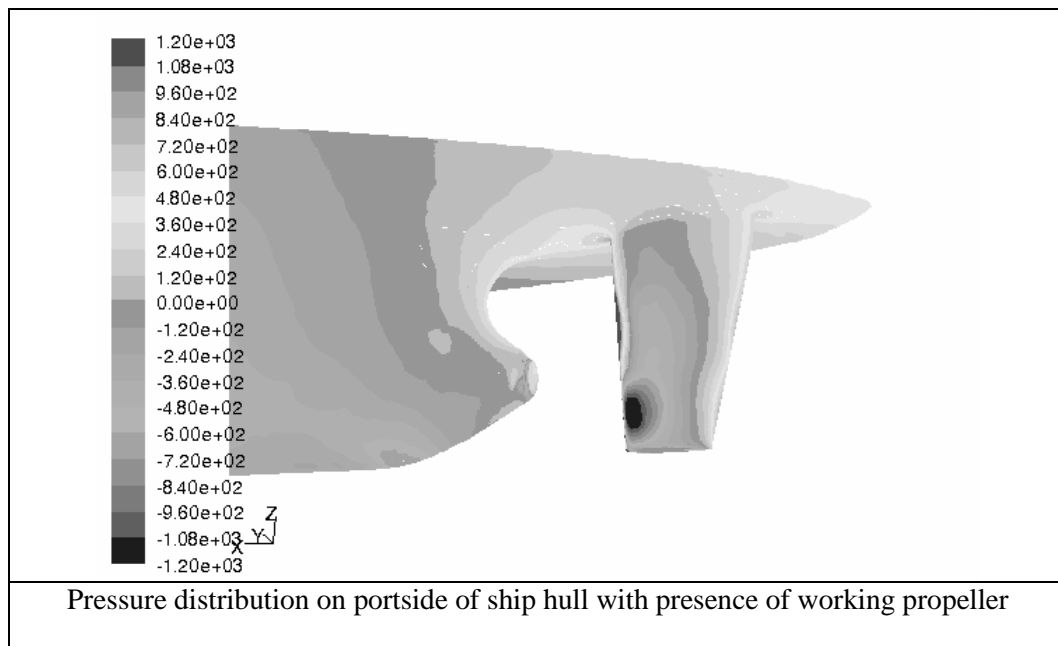 1.20e+03
1.08e+03
9.60e+02
8.40e+02
7.20e+02
6.00e+02
4.80e+02
3.60e+02
2.40e+02
1.20e+02
0.00e+00
-1.20e+02
-2.40e+02
-3.60e+02
-4.80e+02
-6.00e+02
-7.20e+02
-8.40e+02
-9.60e+02
-1.08e+03
-1.20e+03
Z
Y
X
Pressure distribution on portside of ship hull with presence of working propeller